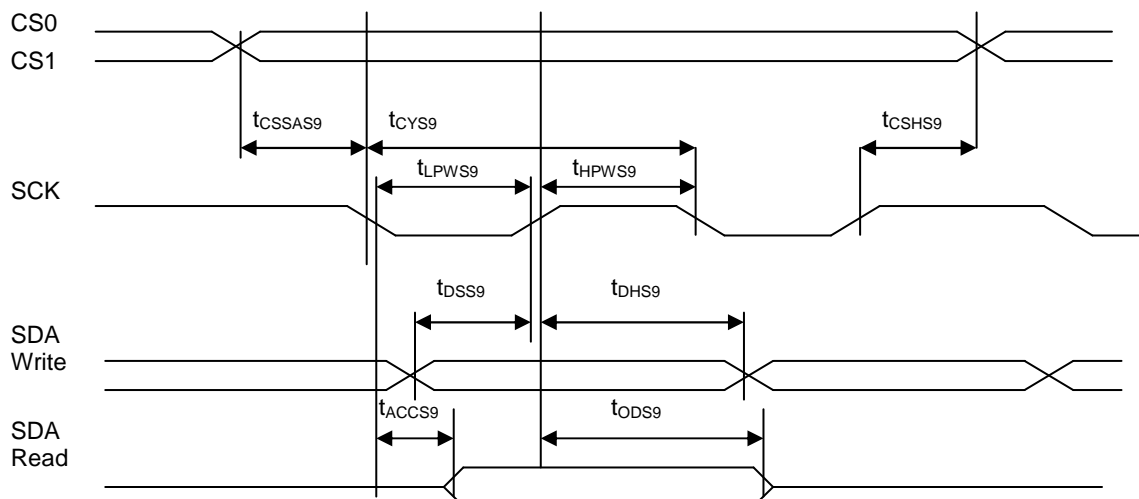 CS0
CS1
tCSSAS9 tCYS9 tCSHS9
tLPWS9 tHPWS9
SCK
tDSS9 tDHS9
SDA
Write
tACCS9 tODS9
SDA
Read